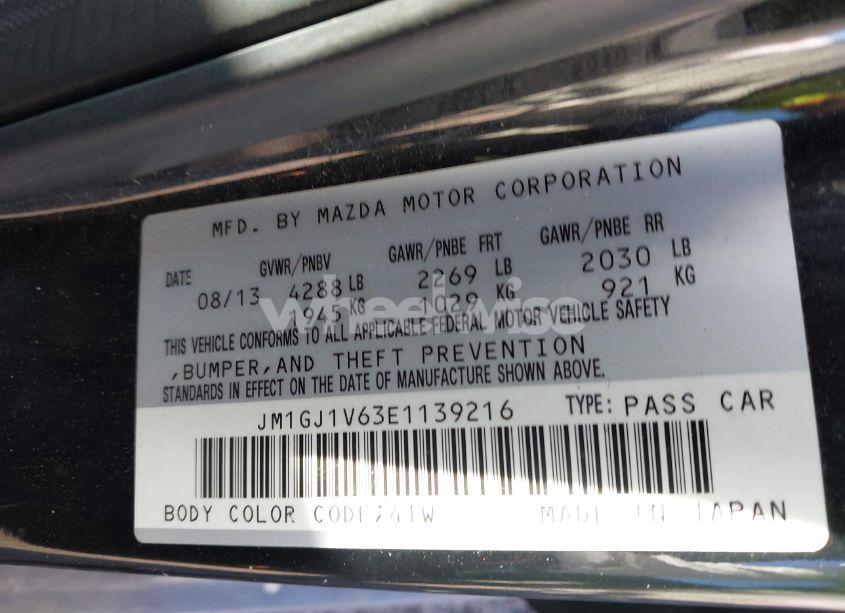 MFD. BY MAZDA MOTOR CORPORATION
DATE GVWR/PNBV GAWR/PNBE FRT GAWR/PNBE RR
08/13 4288 LB 2269 LB 2030 LB
1945 KG 1029 KG 921 KG
wheelwise
THIS VEHICLE CONFORMS TO ALL APPLICABLE FEDERAL MOTOR VEHICLE SAFETY
,BUMPER,AND THEFT PREVENTION
STANDARDS IN EFFECT ON THE DATE OF MANUFACTURE SHOWN ABOVE.
JM1GJ1V63E1139216 TYPE: PASS CAR
BODY COLOR CODE;41W MADE IN JAPAN